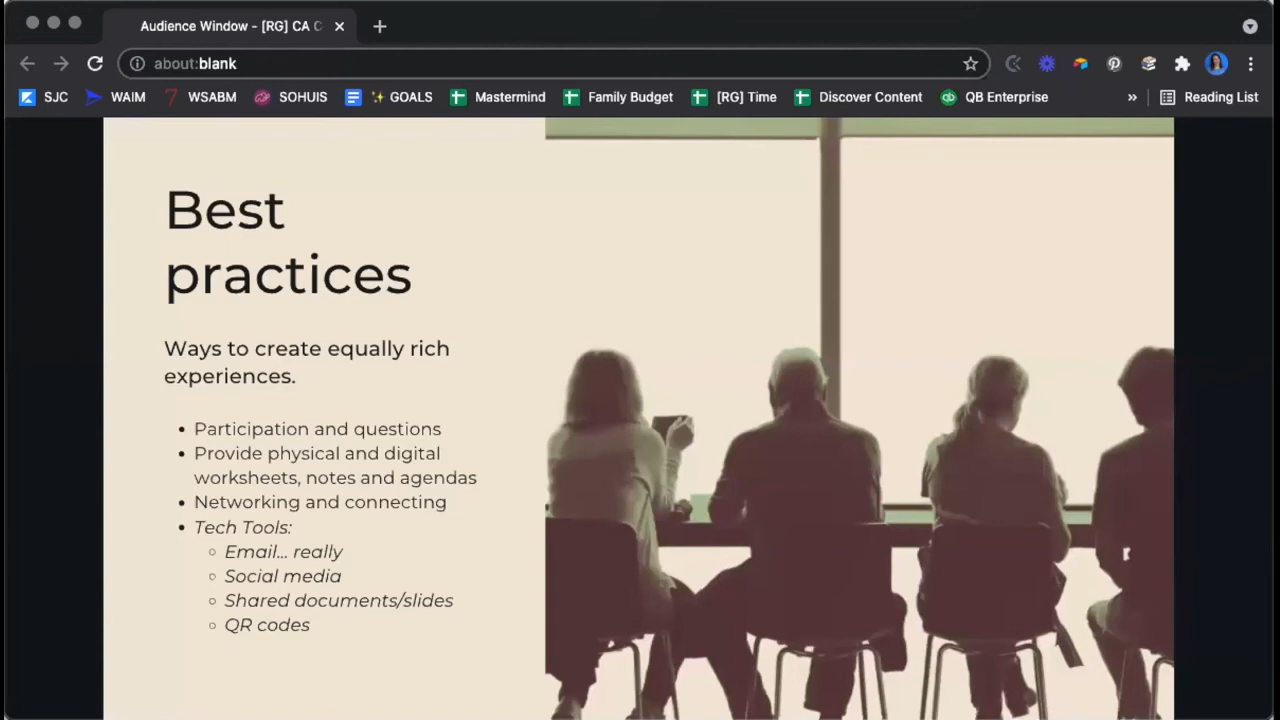 Audience Window - [RG] CA C
about:blank
SJC WAIM WSABM SOHUIS ✨ GOALS Mastermind Family Budget [RG] Time Discover Content QB Enterprise » Reading List
Best
practices
Ways to create equally rich
experiences.
• Participation and questions
• Provide physical and digital
worksheets, notes and agendas
• Networking and connecting
• Tech Tools:
◦ Email... really
◦ Social media
◦ Shared documents/slides
◦ QR codes